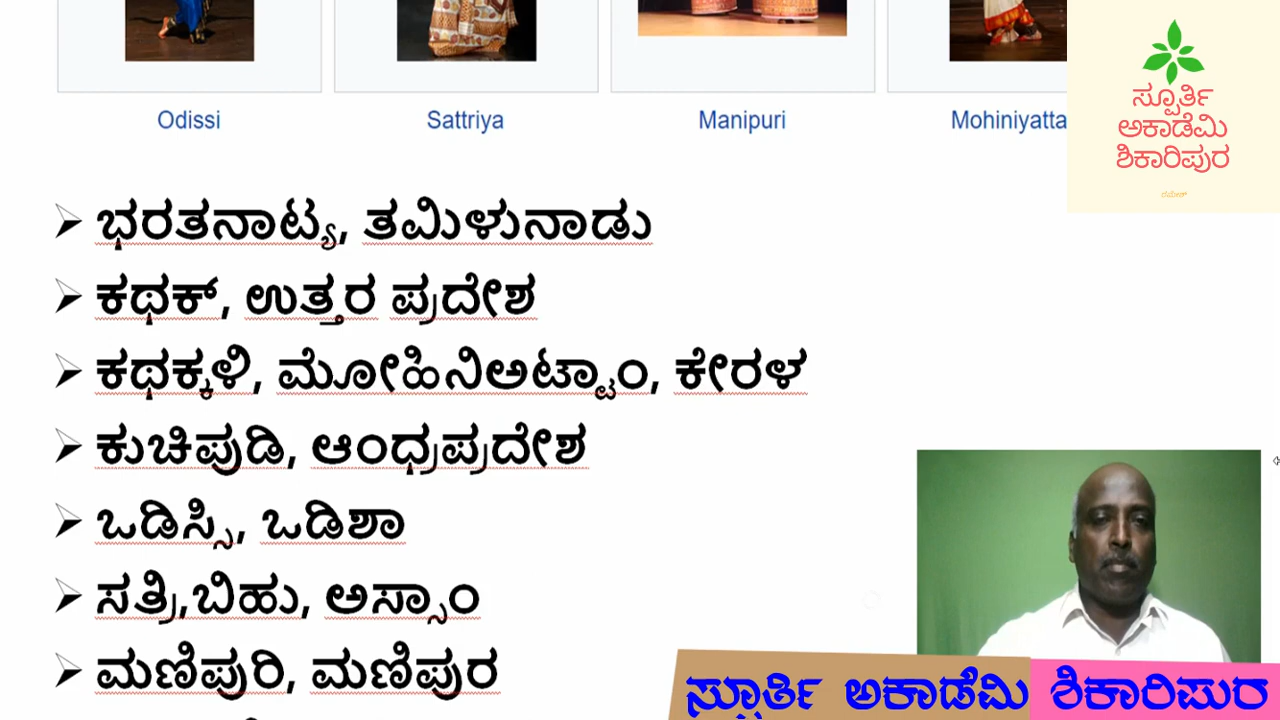 Odissi
Sattriya
Manipuri
Mohiniyatta
ಸ್ಪೂರ್ತಿ
ಅಕಾಡೆಮಿ
ಶಿಕಾರಿಪುರ
ಭರತನಾಟ್ಯ, ತಮಿಳುನಾಡು
ಕಥಕ್, ಉತ್ತರ ಪ್ರದೇಶ
ಕಥಕ್ಕಳಿ, ಮೋಹಿನಿಅಟ್ಟಾಂ, ಕೇರಳ
ಕುಚಿಪುಡಿ, ಆಂಧ್ರಪ್ರದೇಶ
ಒಡಿಸ್ಸಿ, ಒಡಿಶಾ
ಸತ್ರಿ,ಬಿಹು, ಅಸ್ಸಾಂ
ಮಣಿಪುರಿ, ಮಣಿಪುರ
ಸ್ಪೂರ್ತಿ ಅಕಾಡೆಮಿ ಶಿಕಾರಿಪುರ